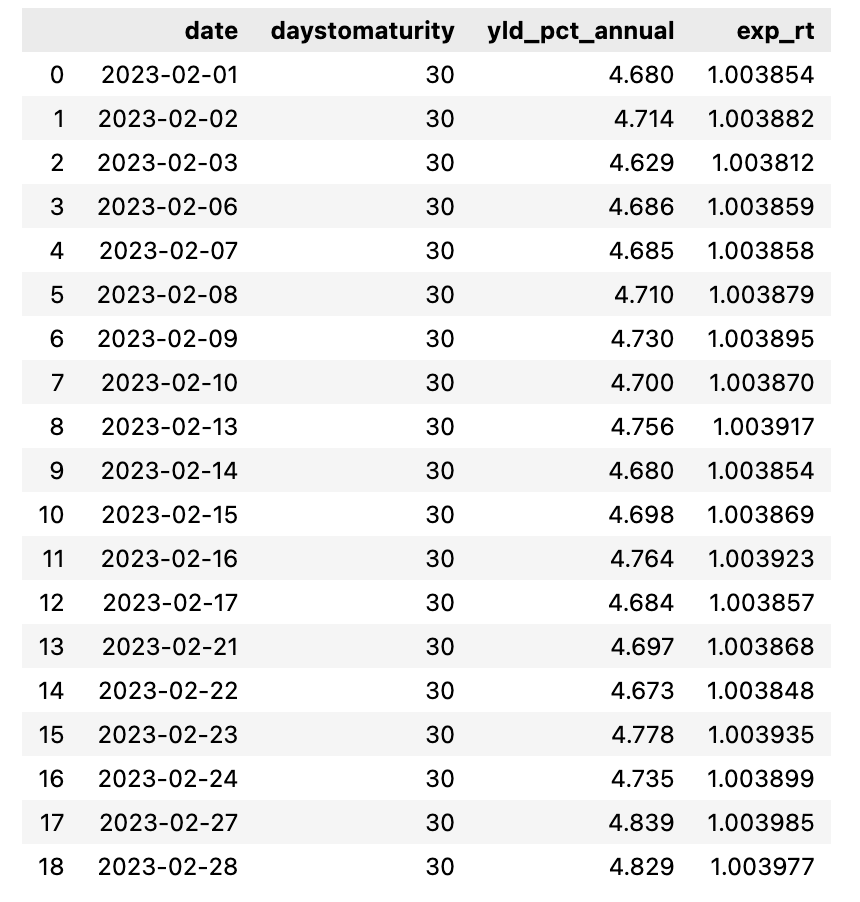 date daystomaturity yld_pct_annual exp_rt
0 2023-02-01 30 4.680 1.003854
1 2023-02-02 30 4.714 1.003882
2 2023-02-03 30 4.629 1.003812
3 2023-02-06 30 4.686 1.003859
4 2023-02-07 30 4.685 1.003858
5 2023-02-08 30 4.710 1.003879
6 2023-02-09 30 4.730 1.003895
7 2023-02-10 30 4.700 1.003870
8 2023-02-13 30 4.756 1.003917
9 2023-02-14 30 4.680 1.003854
10 2023-02-15 30 4.698 1.003869
11 2023-02-16 30 4.764 1.003923
12 2023-02-17 30 4.684 1.003857
13 2023-02-21 30 4.697 1.003868
14 2023-02-22 30 4.673 1.003848
15 2023-02-23 30 4.778 1.003935
16 2023-02-24 30 4.735 1.003899
17 2023-02-27 30 4.839 1.003985
18 2023-02-28 30 4.829 1.003977